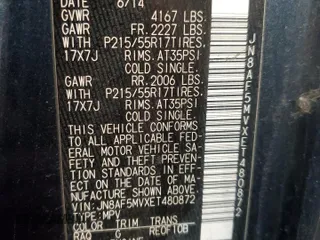 6/14
GVWR 4167 LBS.
GAWR FR. 2227 LBS.
WITH P215/55R17TIRES.
17X7J RIMS. AT35PSI
COLD SINGLE.
GAWR RR. 2006 LBS.
WITH P215/55R17TIRES.
17X7J RIMS. AT35PSI
COLD SINGLE.
THIS VEHICLE CONFORMS
TO ALL APPLICABLE FED-
ERAL MOTOR VEHICLE SA-
FETY AND THEFT PREVEN-
TION STANDARDS IN EFF-
ECT ON THE DATE OF MA-
NUFACTURE SHOWN ABOVE.
VIN: JN8AF5MVXET480872
TYPE: MPV
COLOR TRIM TRANS
RAQ G RE0F10B
JN8AF5MVXET480872